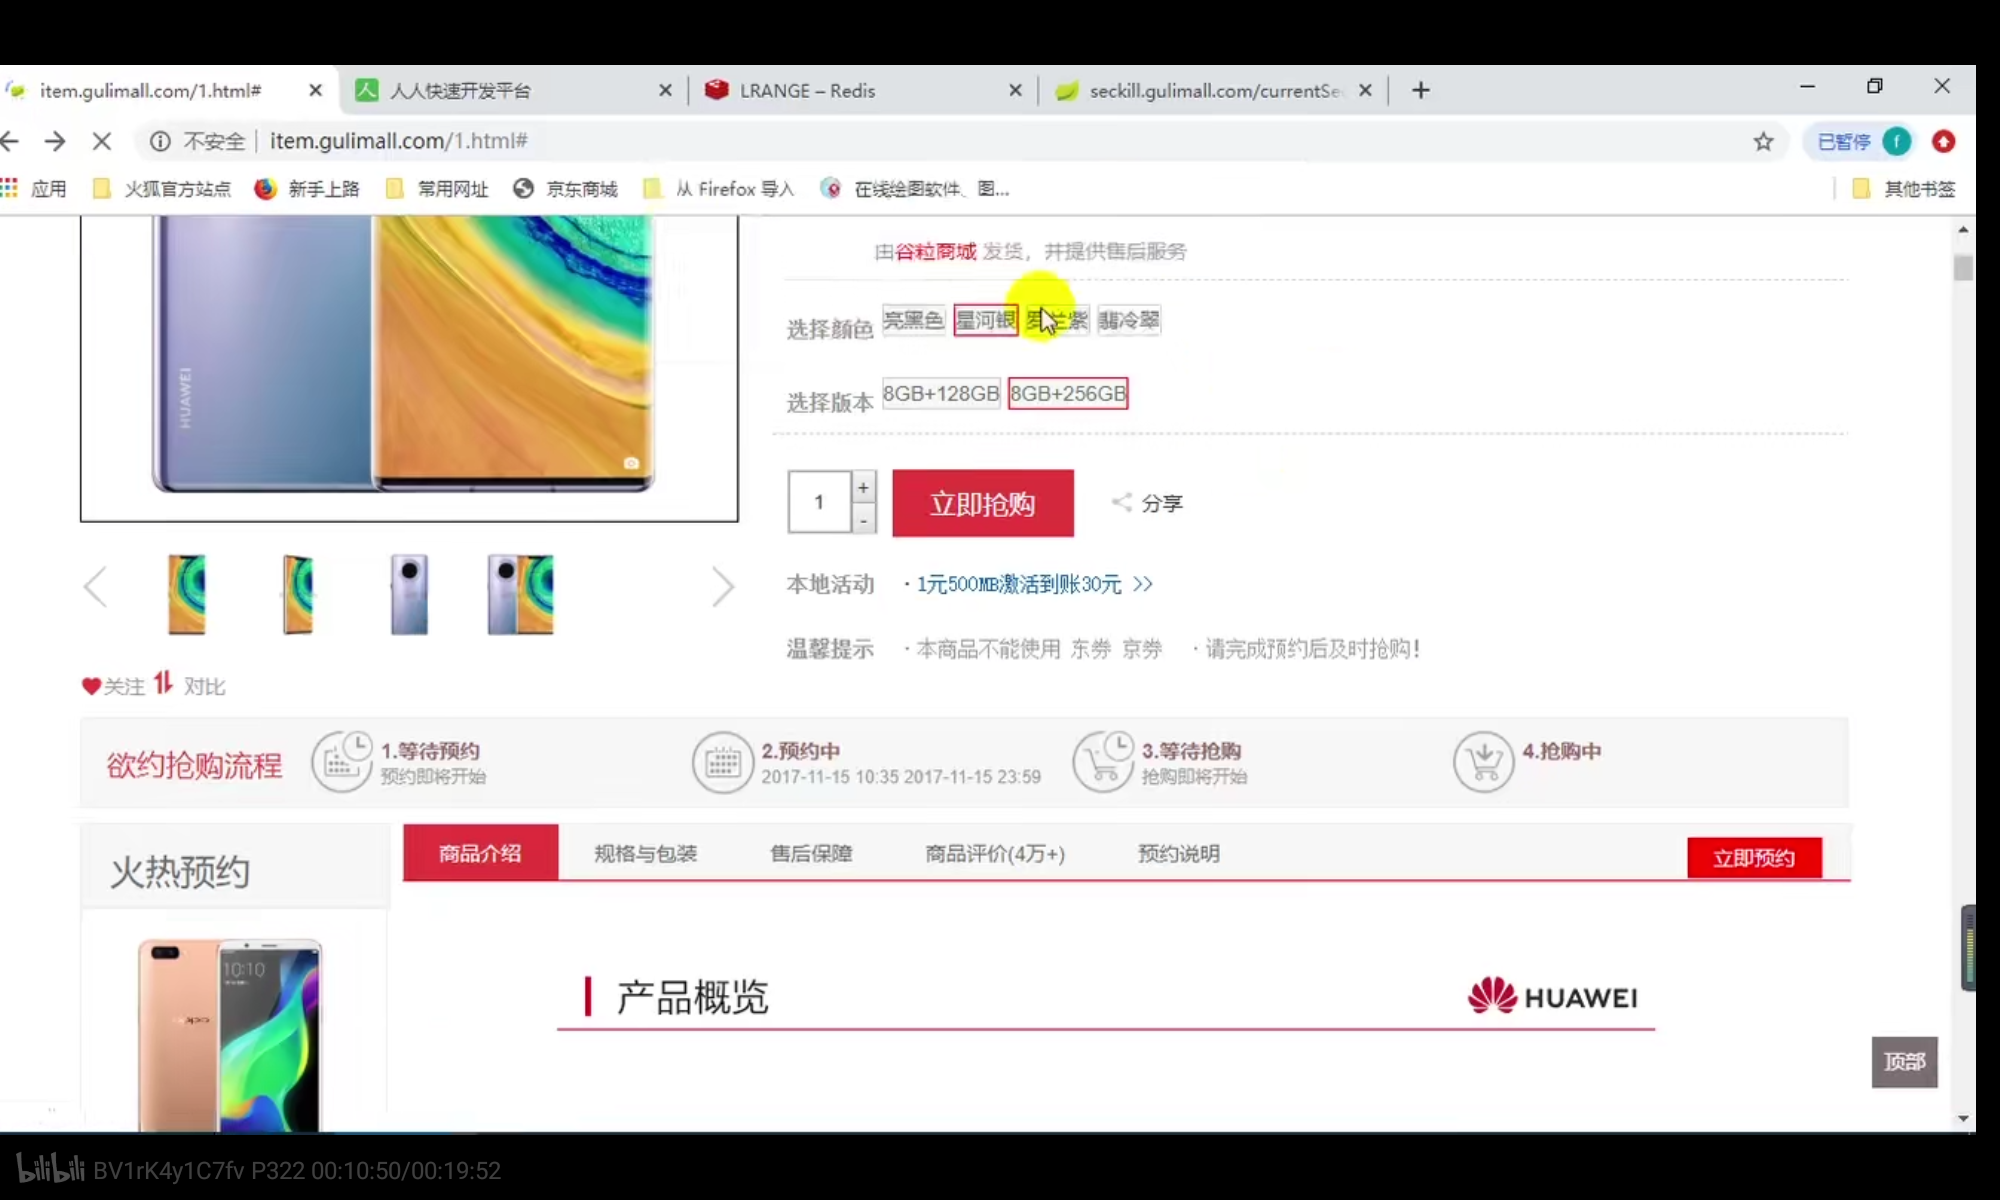 item.gulimall.com/1.html#
人人快速开发平台
LRANGE – Redis
seckill.gulimall.com/currentSe
不安全 item.gulimall.com/1.html#
已暂停 f
应用 火狐官方站点 新手上路 常用网址 京东商城 从 Firefox 导入 在线绘图软件、图... 其他书签
由谷粒商城 发货，并提供售后服务
选择颜色 亮黑色 星河银 罗兰紫 翡冷翠
选择版本 8GB+128GB 8GB+256GB
HUAWEI
1 + -
立即抢购
分享
本地活动 · 1元500MB激活到账30元 >>
温馨提示 · 本商品不能使用 东券 京券 · 请完成预约后及时抢购！
关注 对比
欲约抢购流程
1.等待预约
预约即将开始
2.预约中
2017-11-15 10:35 2017-11-15 23:59
3.等待抢购
抢购即将开始
4.抢购中
火热预约
商品介绍 规格与包装 售后保障 商品评价(4万+) 预约说明 立即预约
10:10
oppo
产品概览
HUAWEI
顶部
bilibili BV1rK4y1C7fv P322 00:10:50/00:19:52